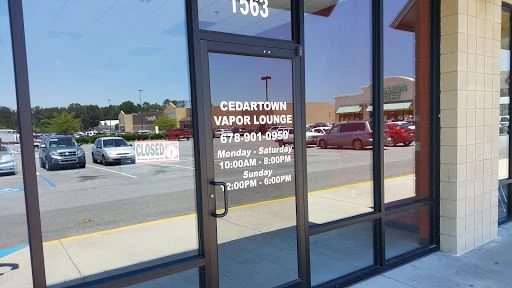 1563
CEDARTOWN
VAPOR LOUNGE
678-901-0950
Monday - Saturday
10:00AM - 8:00PM
Sunday
12:00PM - 6:00PM
CLOSED